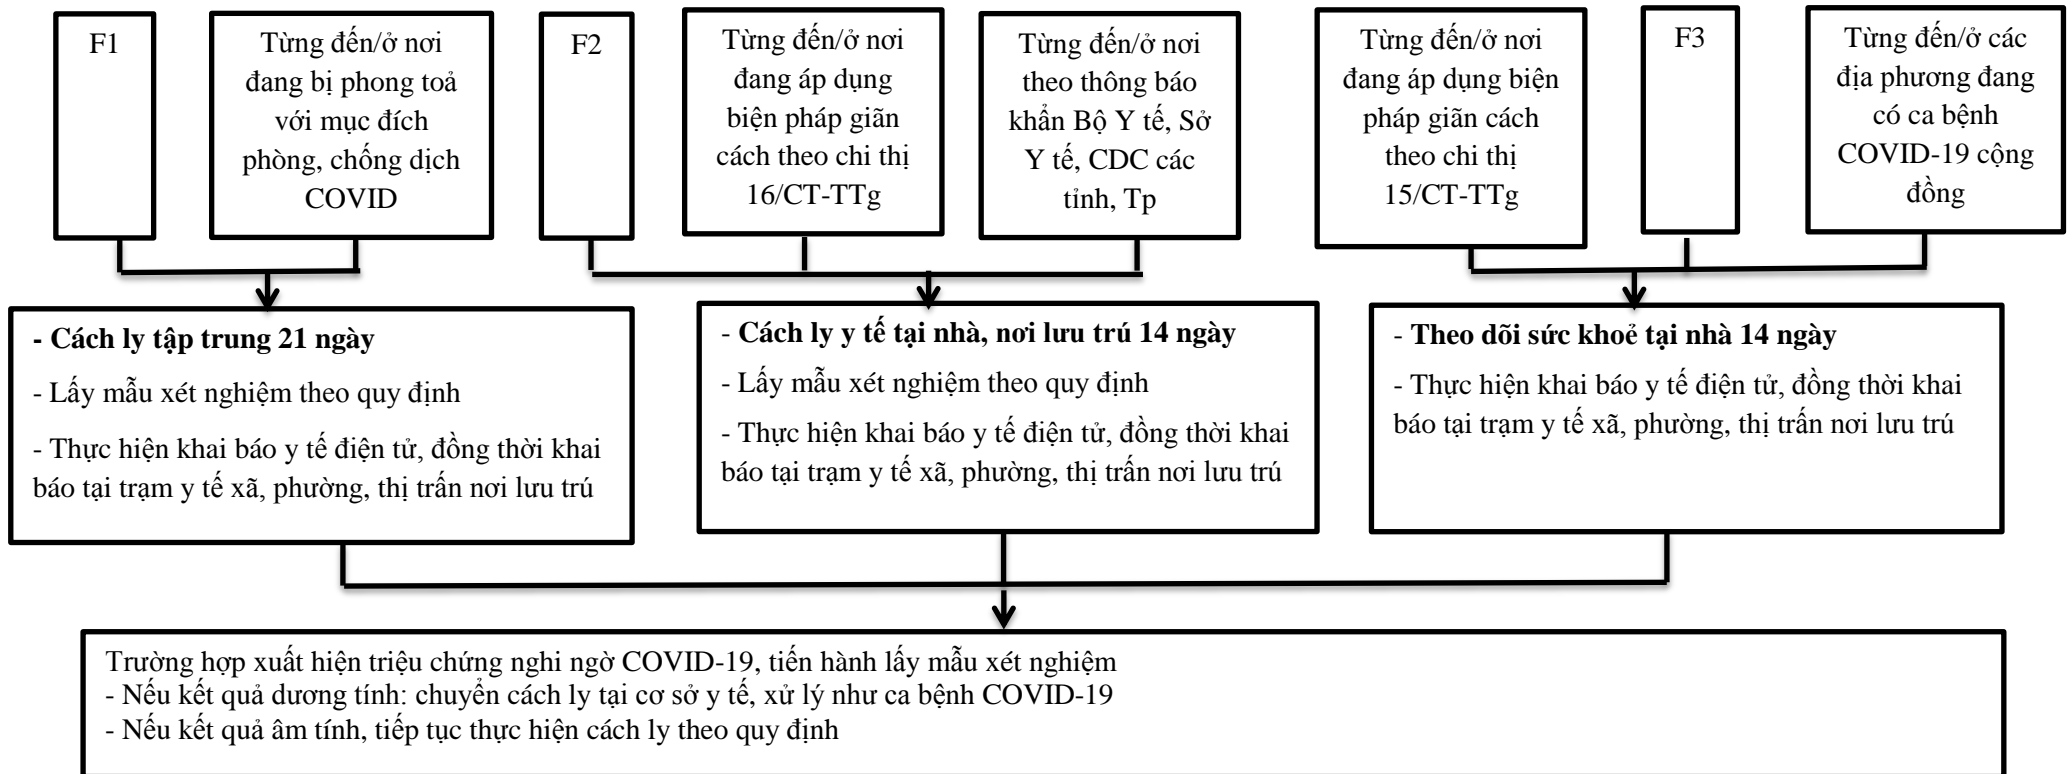 F1
Từng đến/ở nơi
đang bị phong toả
với mục đích
phòng, chống dịch
COVID
F2
Từng đến/ở nơi
đang áp dụng
biện pháp giãn
cách theo chi thị
16/CT-TTg
Từng đến/ở nơi
theo thông báo
khẩn Bộ Y tế, Sở
Y tế, CDC các
tỉnh, Tp
Từng đến/ở nơi
đang áp dụng biện
pháp giãn cách
theo chi thị
15/CT-TTg
F3
Từng đến/ở các
địa phương đang
có ca bệnh
COVID-19 cộng
đồng
- Cách ly tập trung 21 ngày
- Lấy mẫu xét nghiệm theo quy định
- Thực hiện khai báo y tế điện tử, đồng thời khai
báo tại trạm y tế xã, phường, thị trấn nơi lưu trú
- Cách ly y tế tại nhà, nơi lưu trú 14 ngày
- Lấy mẫu xét nghiệm theo quy định
- Thực hiện khai báo y tế điện tử, đồng thời khai
báo tại trạm y tế xã, phường, thị trấn nơi lưu trú
- Theo dõi sức khoẻ tại nhà 14 ngày
- Thực hiện khai báo y tế điện tử, đồng thời khai
báo tại trạm y tế xã, phường, thị trấn nơi lưu trú
Trường hợp xuất hiện triệu chứng nghi ngờ COVID-19, tiến hành lấy mẫu xét nghiệm
- Nếu kết quả dương tính: chuyển cách ly tại cơ sở y tế, xử lý như ca bệnh COVID-19
- Nếu kết quả âm tính, tiếp tục thực hiện cách ly theo quy định